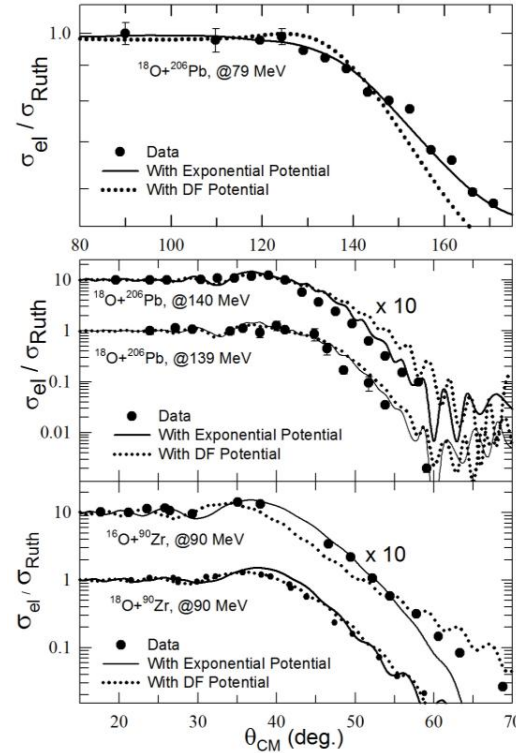 1.0
σel / σRuth
18O+206Pb, @79 MeV
Data
With Exponential Potential
With DF Potential
80 100 120 140 160
10
18O+206Pb, @140 MeV
x 10
1
18O+206Pb, @139 MeV
σel / σRuth
0.1
Data
0.01
With Exponential Potential
With DF Potential
10
16O+90Zr, @90 MeV
x 10
σel / σRuth
1
18O+90Zr, @90 MeV
Data
0.1
With Exponential Potential
With DF Potential
20 30 40 50 60 70
θCM (deg.)